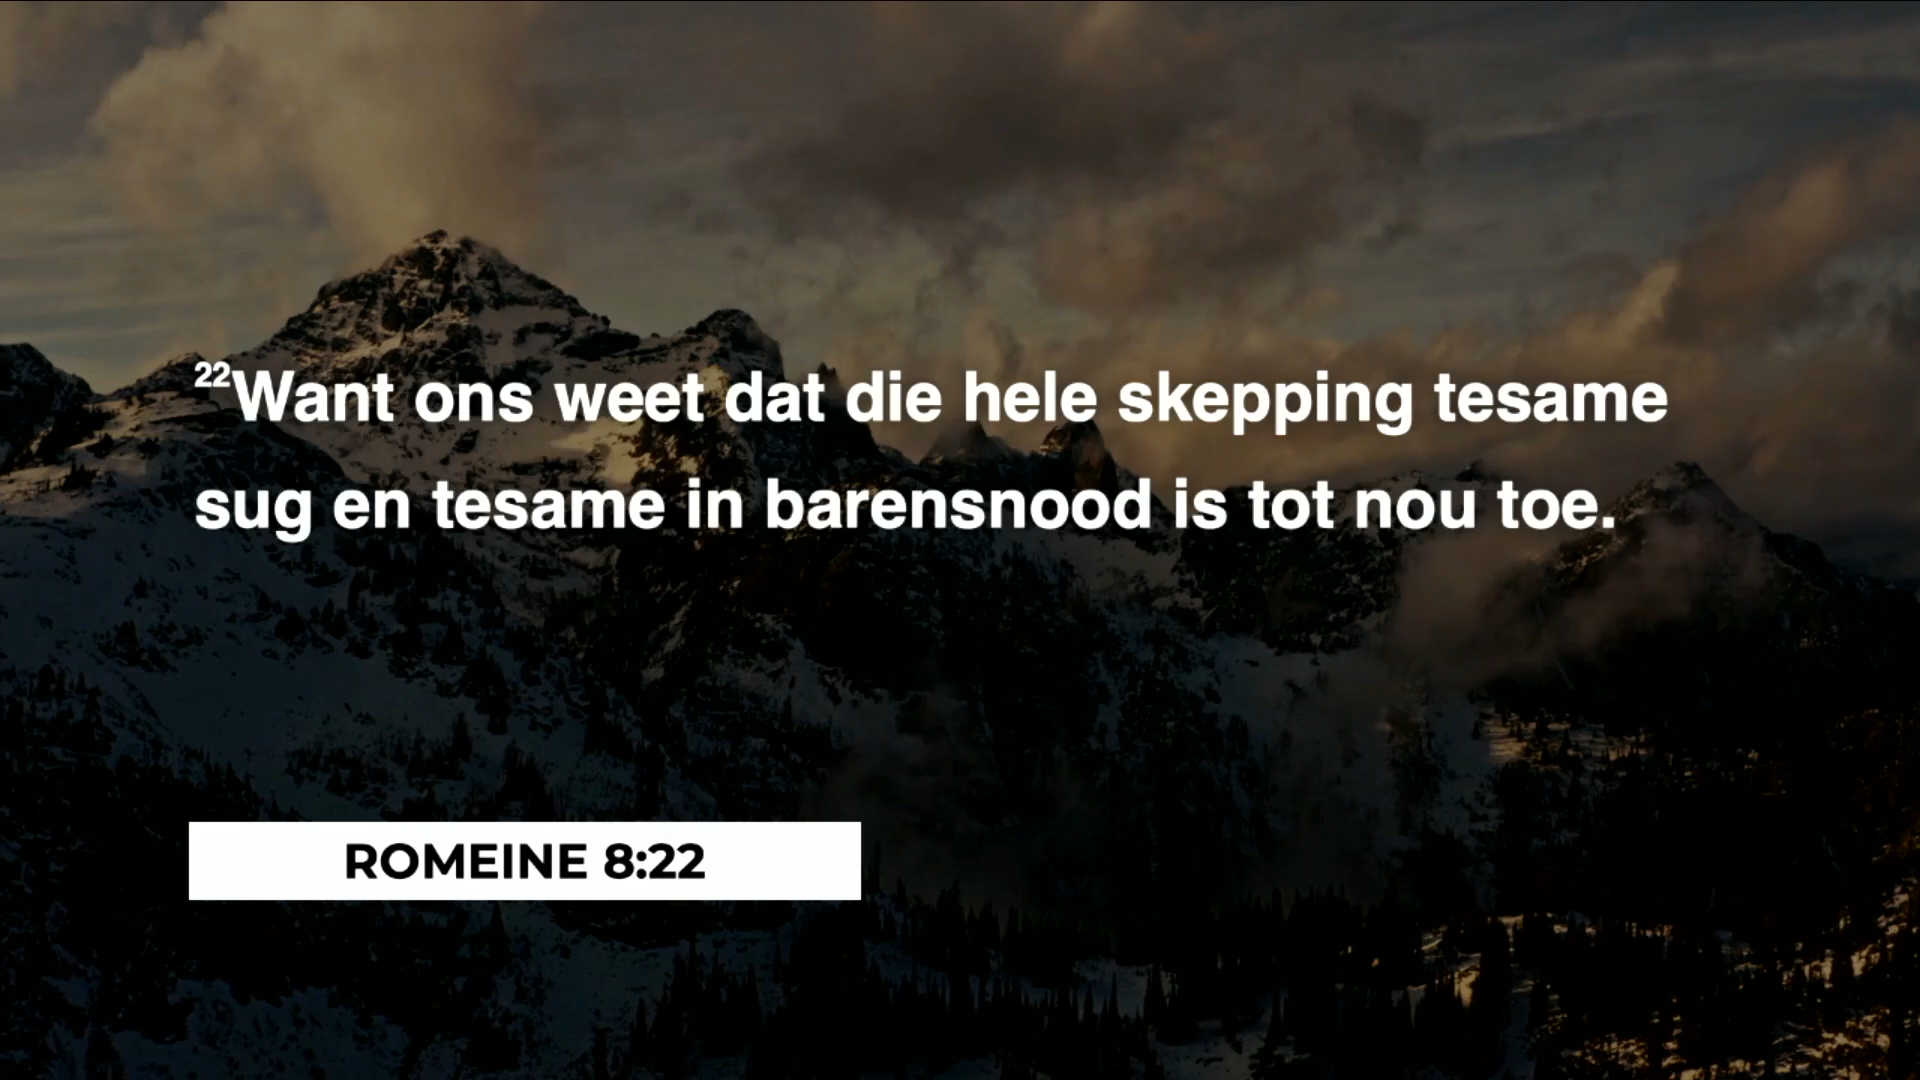 ²²Want ons weet dat die hele skepping tesame
sug en tesame in barensnood is tot nou toe.
ROMEINE 8:22